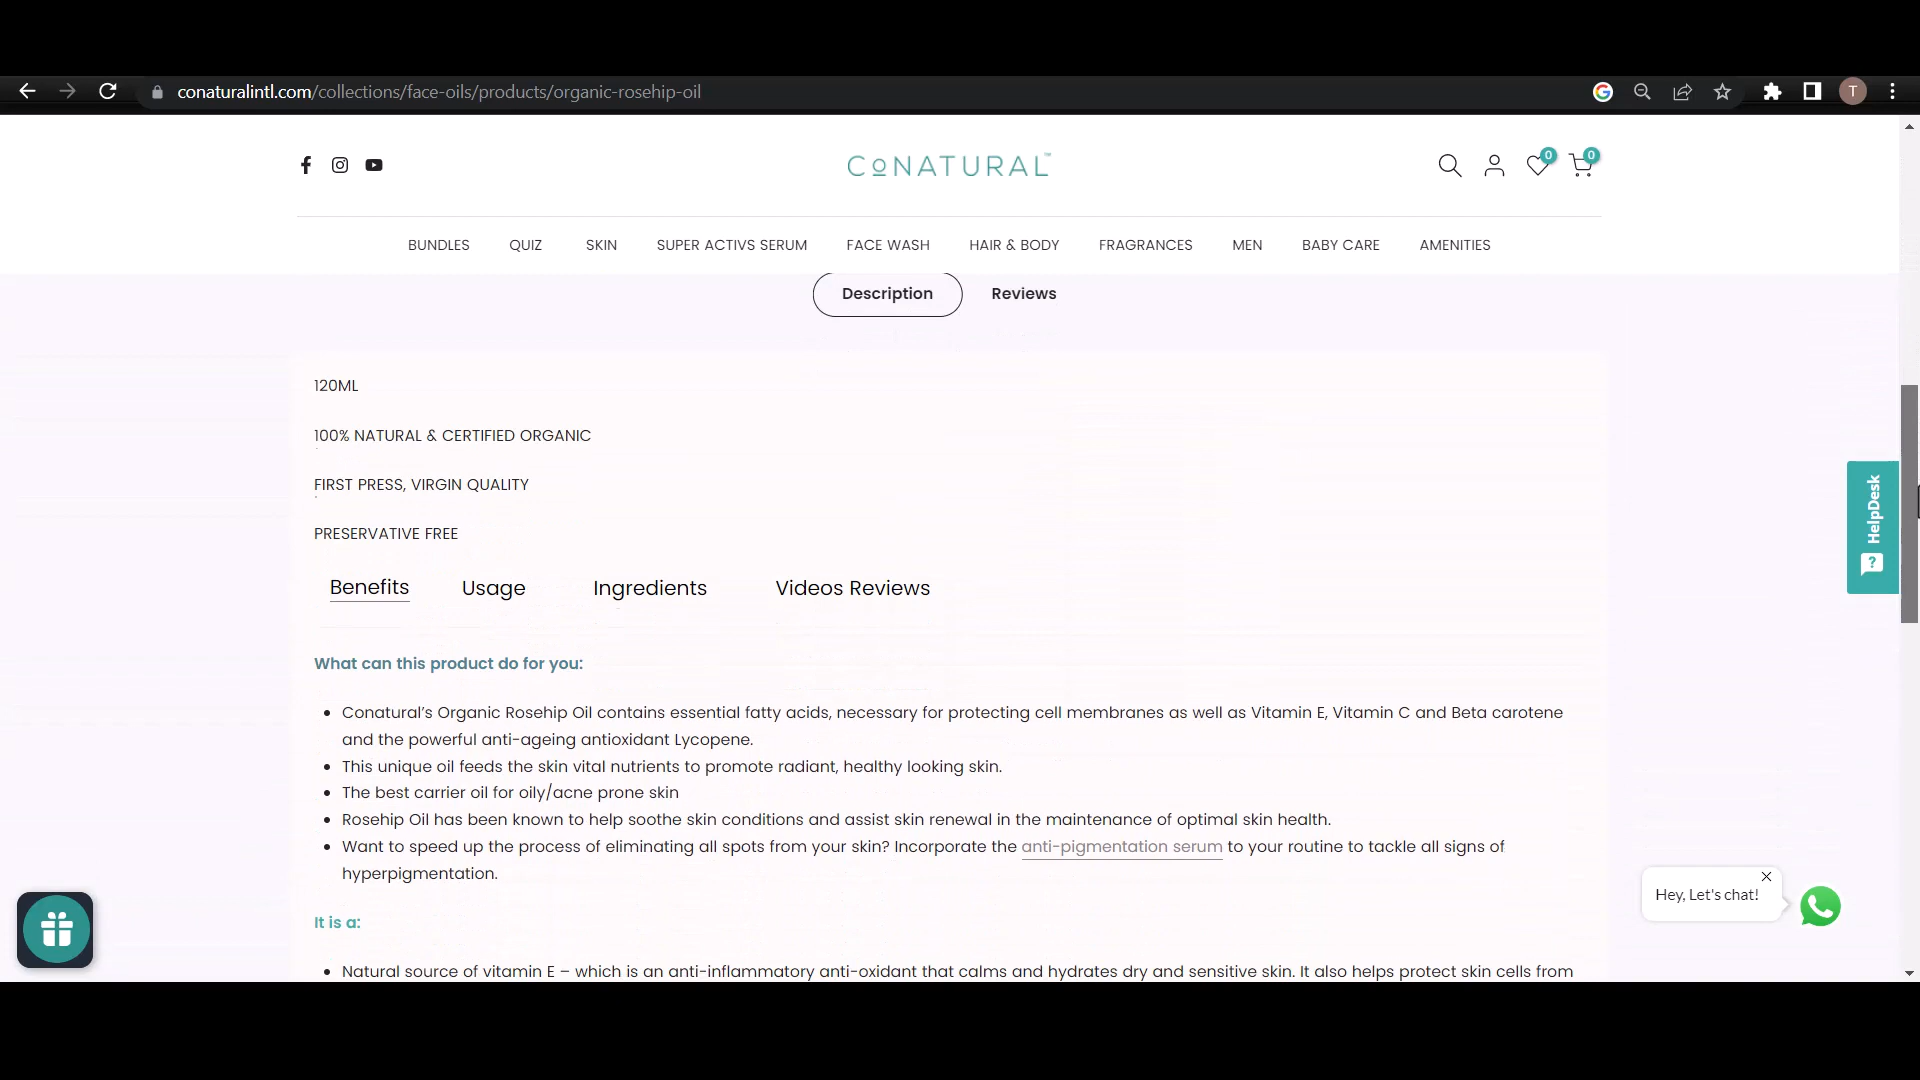 conaturalintl.com/collections/face-oils/products/organic-rosehip-oil
T
CONATURAL™
0
0
BUNDLES QUIZ SKIN SUPER ACTIVS SERUM FACE WASH HAIR & BODY FRAGRANCES MEN BABY CARE AMENITIES
Description Reviews
120ML
100% NATURAL & CERTIFIED ORGANIC
FIRST PRESS, VIRGIN QUALITY
PRESERVATIVE FREE
Benefits Usage Ingredients Videos Reviews
What can this product do for you:
• Conatural’s Organic Rosehip Oil contains essential fatty acids, necessary for protecting cell membranes as well as Vitamin E, Vitamin C and Beta carotene
and the powerful anti-ageing antioxidant Lycopene.
• This unique oil feeds the skin vital nutrients to promote radiant, healthy looking skin.
• The best carrier oil for oily/acne prone skin
• Rosehip Oil has been known to help soothe skin conditions and assist skin renewal in the maintenance of optimal skin health.
• Want to speed up the process of eliminating all spots from your skin? Incorporate the anti-pigmentation serum to your routine to tackle all signs of
hyperpigmentation.
It is a:
• Natural source of vitamin E – which is an anti-inflammatory anti-oxidant that calms and hydrates dry and sensitive skin. It also helps protect skin cells from
HelpDesk
?
Hey, Let's chat!